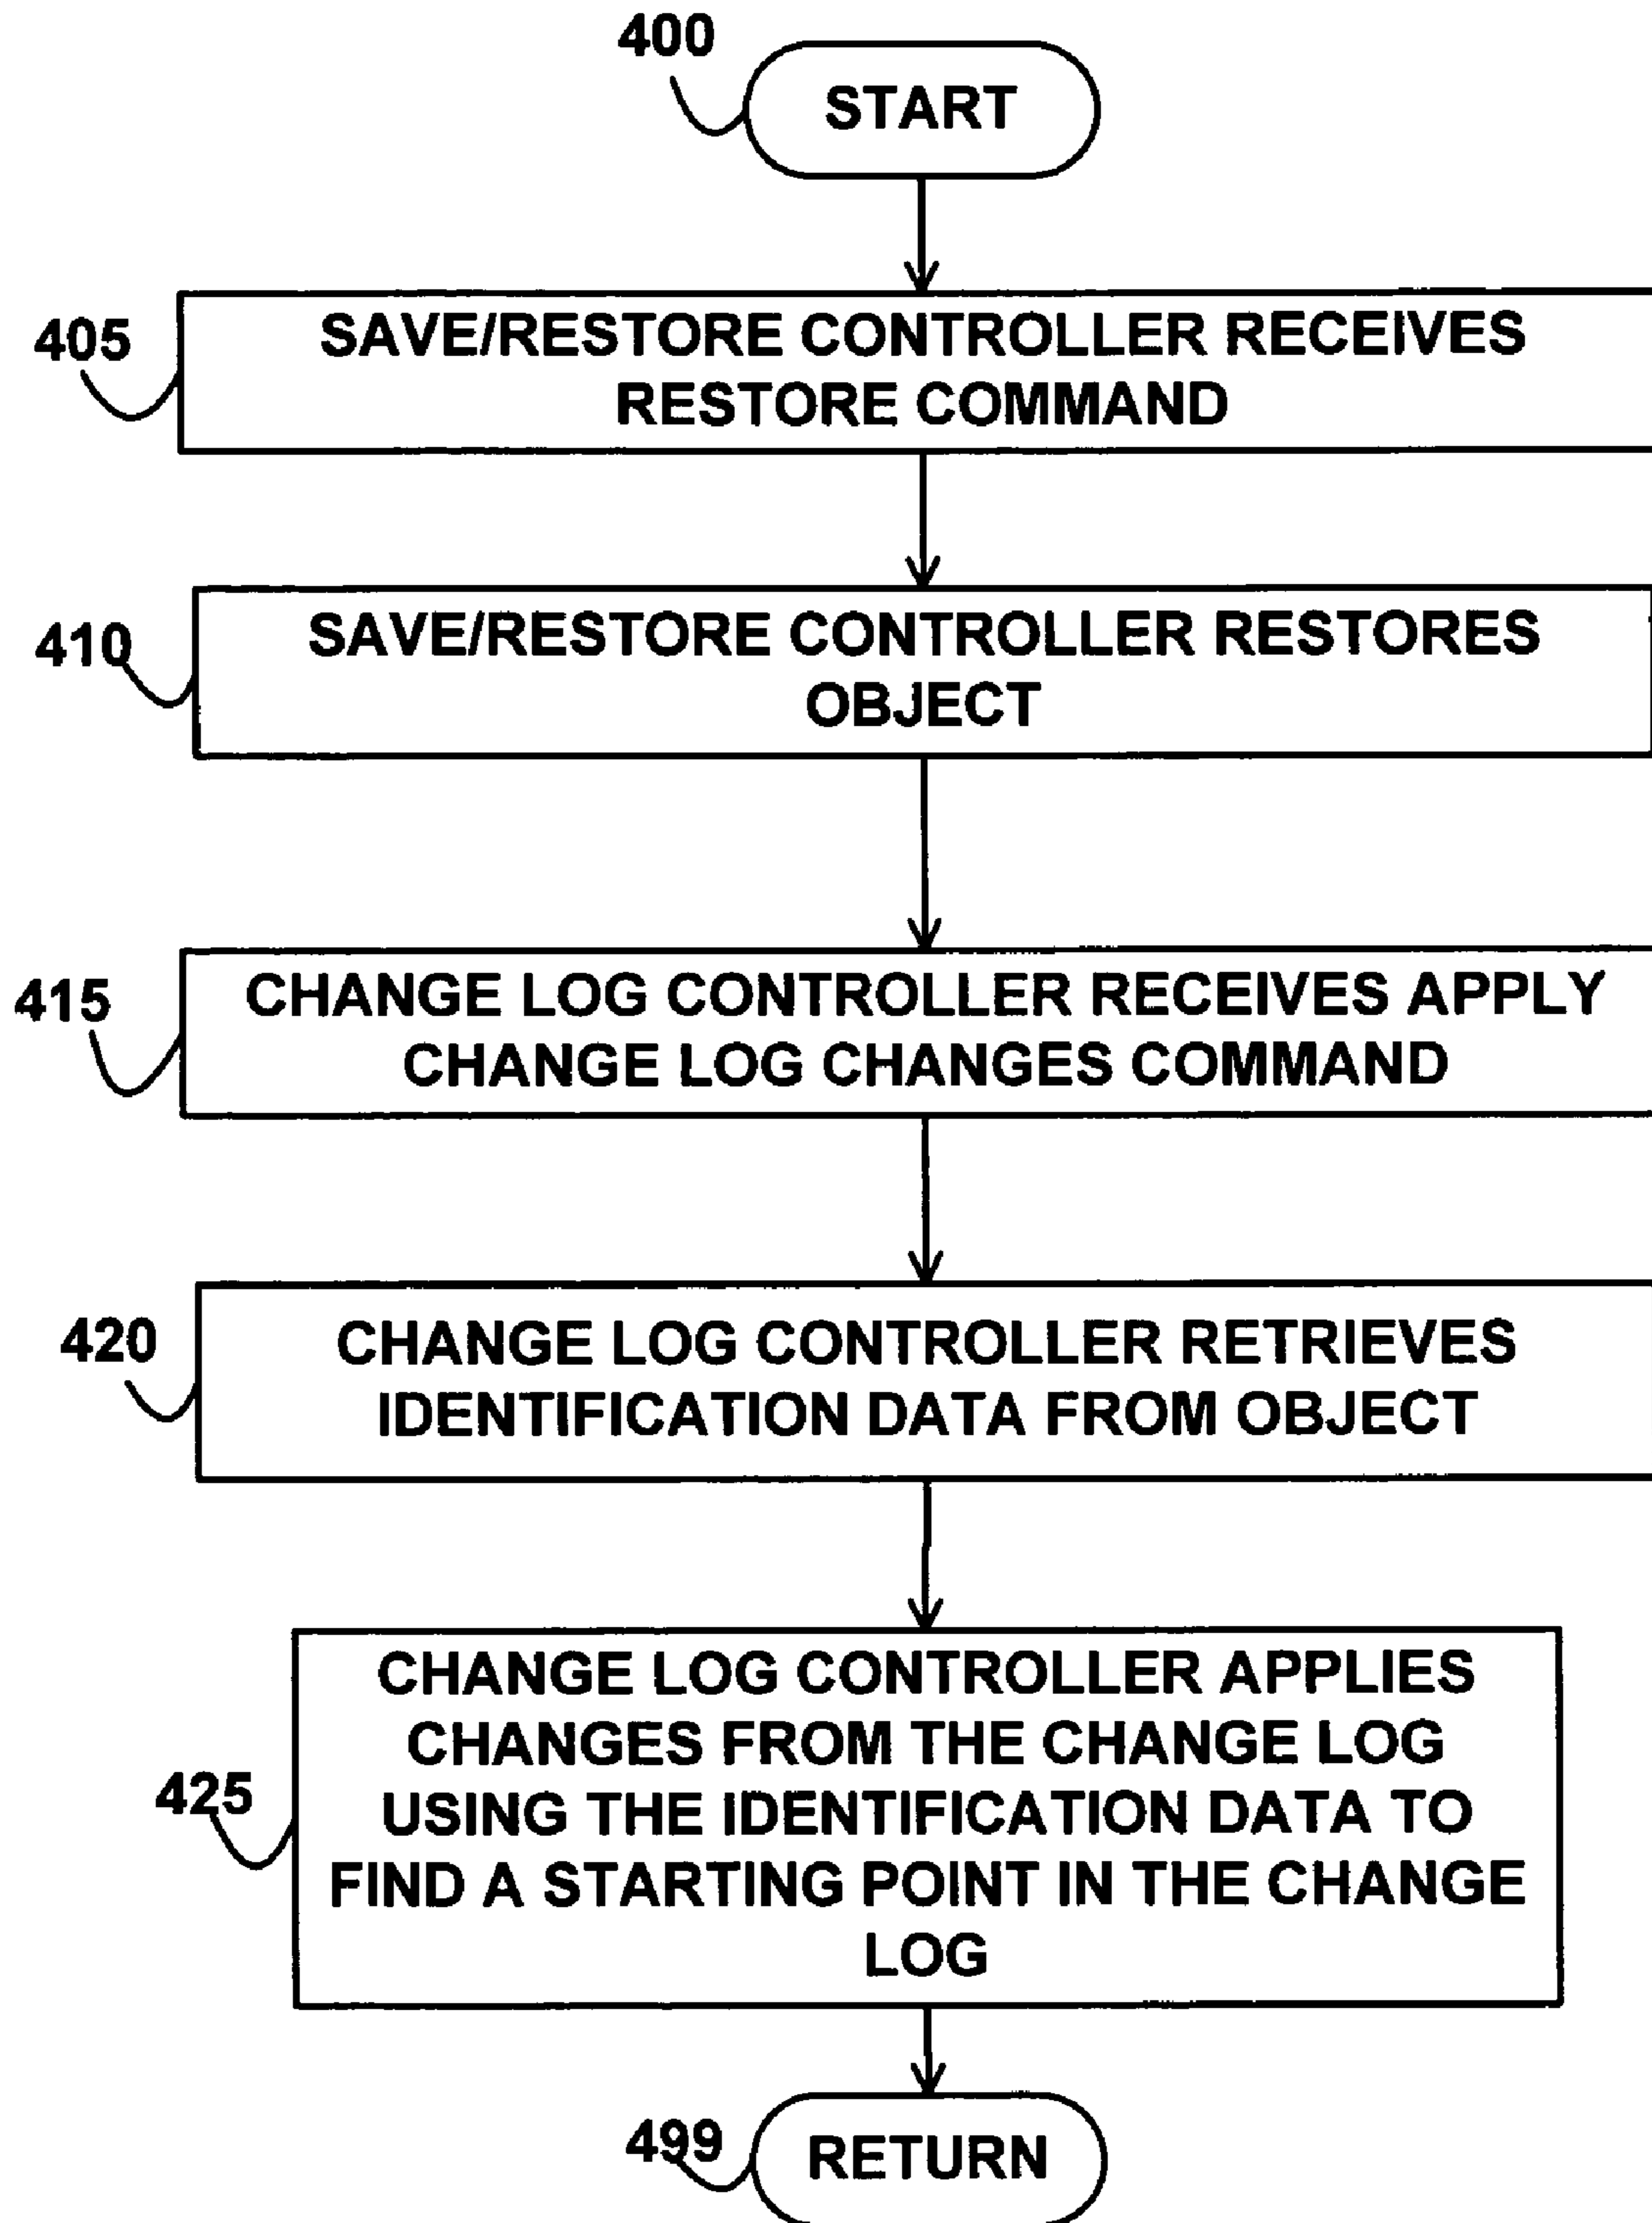 400
START
405
SAVE/RESTORE CONTROLLER RECEIVES
RESTORE COMMAND
410
SAVE/RESTORE CONTROLLER RESTORES
OBJECT
415
CHANGE LOG CONTROLLER RECEIVES APPLY
CHANGE LOG CHANGES COMMAND
420
CHANGE LOG CONTROLLER RETRIEVES
IDENTIFICATION DATA FROM OBJECT
425
CHANGE LOG CONTROLLER APPLIES
CHANGES FROM THE CHANGE LOG
USING THE IDENTIFICATION DATA TO
FIND A STARTING POINT IN THE CHANGE
LOG
499
RETURN